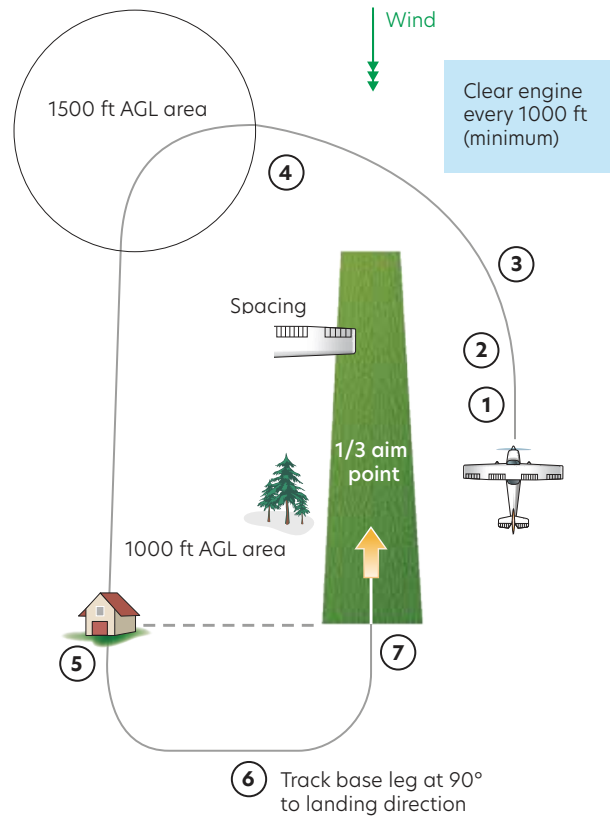 Wind
Clear engine
every 1000 ft
(minimum)
1500 ft AGL area
4
3
Spacing
2
1
1/3 aim
point
1000 ft AGL area
5
7
6
Track base leg at 90°
to landing direction